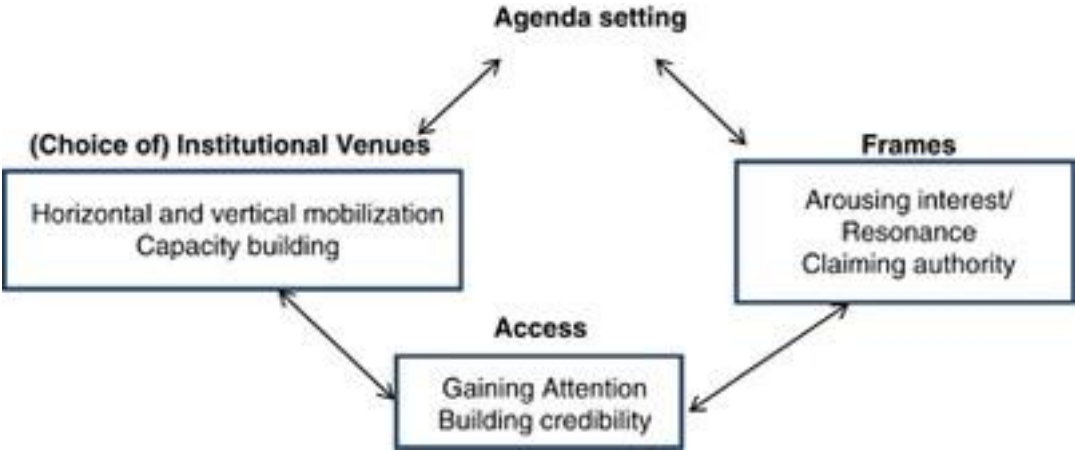 Agenda setting
(Choice of) Institutional Venues
Horizontal and vertical mobilization
Capacity building
Frames
Arousing interest/
Resonance
Claiming authority
Access
Gaining Attention
Building credibility